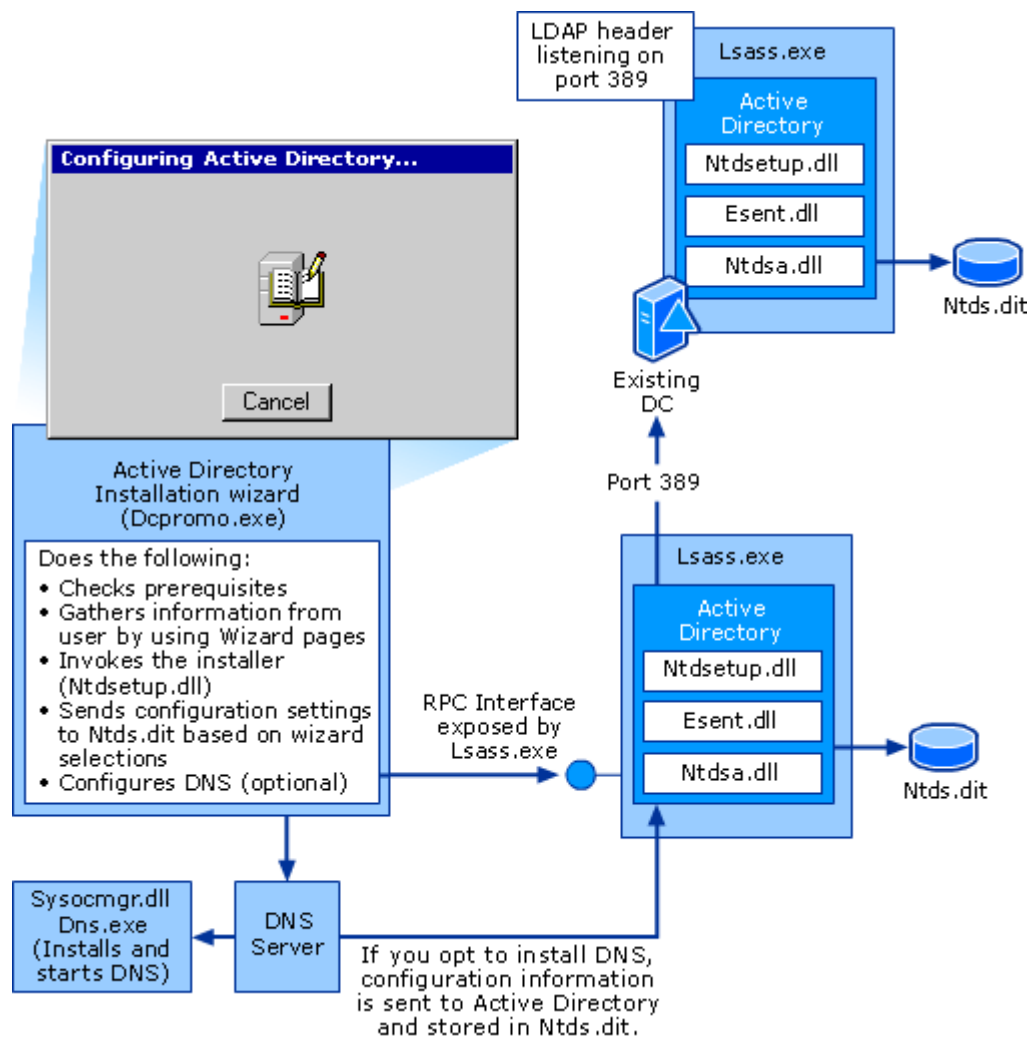 LDAP header
listening on
port 389
Lsass.exe
Active
Directory
Ntdsetup.dll
Esent.dll
Ntdsa.dll
Ntds.dit
Existing
DC
Port 389
Configuring Active Directory...
Cancel
Active Directory
Installation wizard
(Dcpromo.exe)
Does the following:
• Checks prerequisites
• Gathers information from
user by using Wizard pages
• Invokes the installer
(Ntdsetup.dll)
• Sends configuration settings
to Ntds.dit based on wizard
selections
• Configures DNS (optional)
RPC Interface
exposed by
Lsass.exe
Lsass.exe
Active
Directory
Ntdsetup.dll
Esent.dll
Ntdsa.dll
Ntds.dit
Sysocmgr.dll
Dns.exe
(Installs and
starts DNS)
DNS
Server
If you opt to install DNS,
configuration information
is sent to Active Directory
and stored in Ntds.dit.